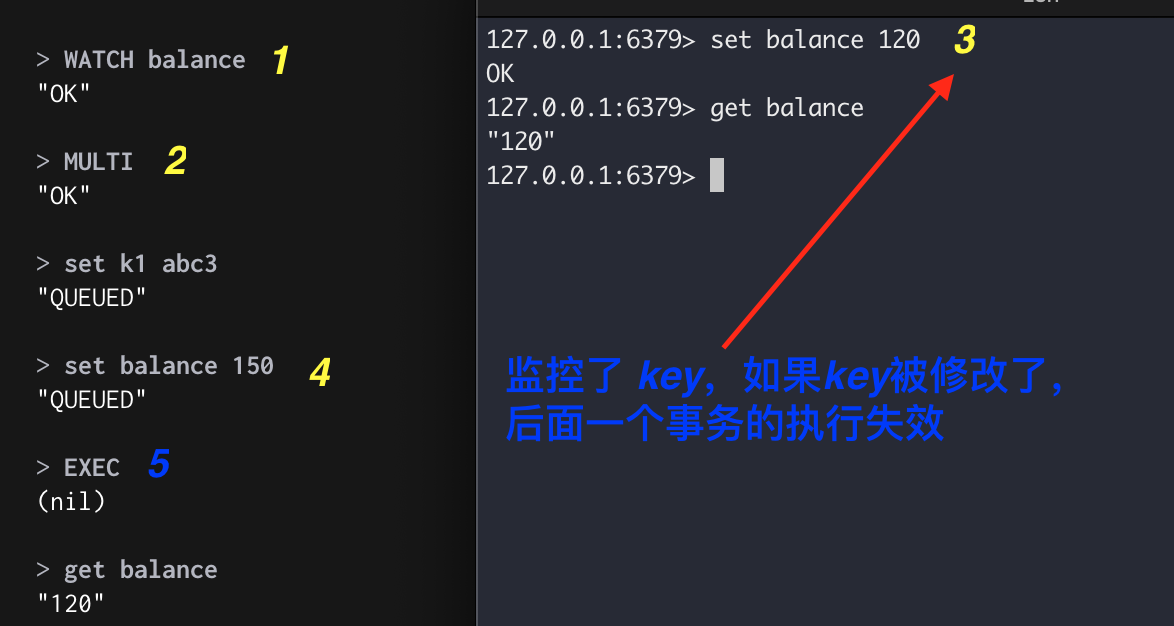 > WATCH balance 1
"OK"
> MULTI 2
"OK"
> set k1 abc3
"QUEUED"
> set balance 150 4
"QUEUED"
> EXEC 5
(nil)
> get balance
"120"
127.0.0.1:6379> set balance 120 3
OK
127.0.0.1:6379> get balance
"120"
127.0.0.1:6379>
监控了 key，如果key被修改了，
后面一个事务的执行失效